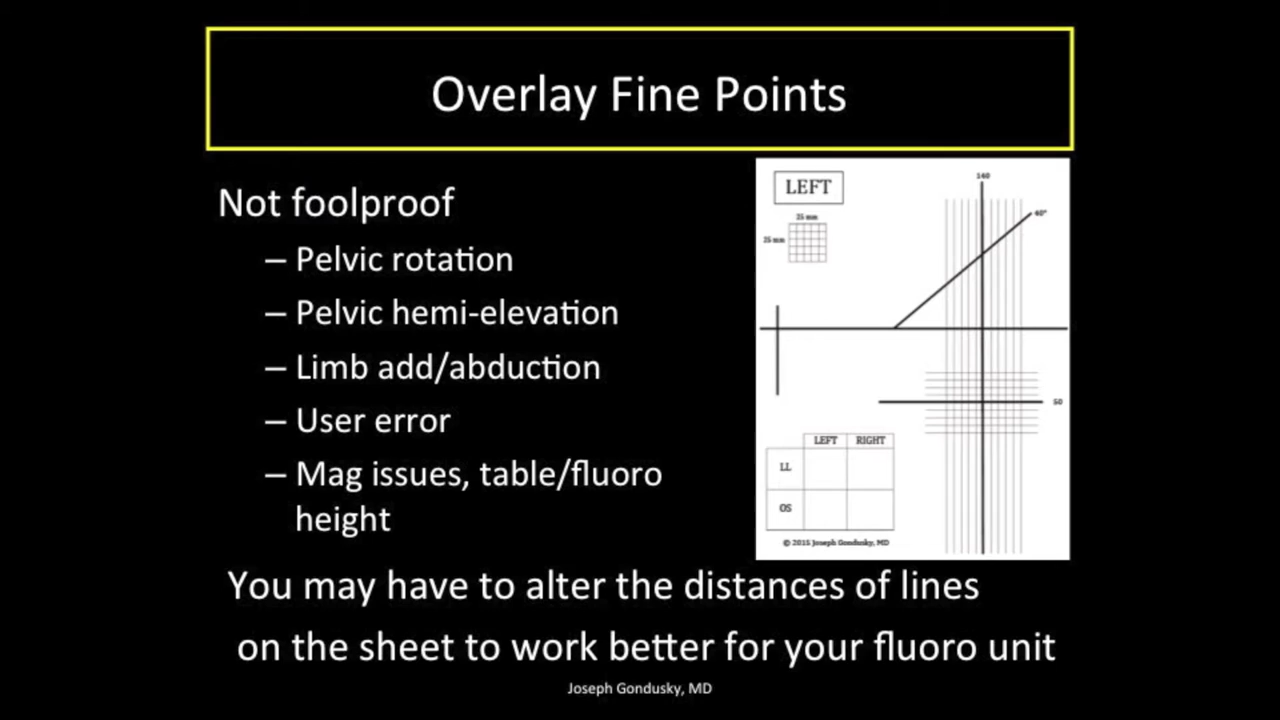 Overlay Fine Points
Not foolproof
– Pelvic rotation
– Pelvic hemi-elevation
– Limb add/abduction
– User error
– Mag issues, table/fluoro
height
LEFT
25 mm
25 mm
140
40°
50
LEFT RIGHT
LL
OS
© 2015 Joseph Gondusky, MD
You may have to alter the distances of lines
on the sheet to work better for your fluoro unit
Joseph Gondusky, MD